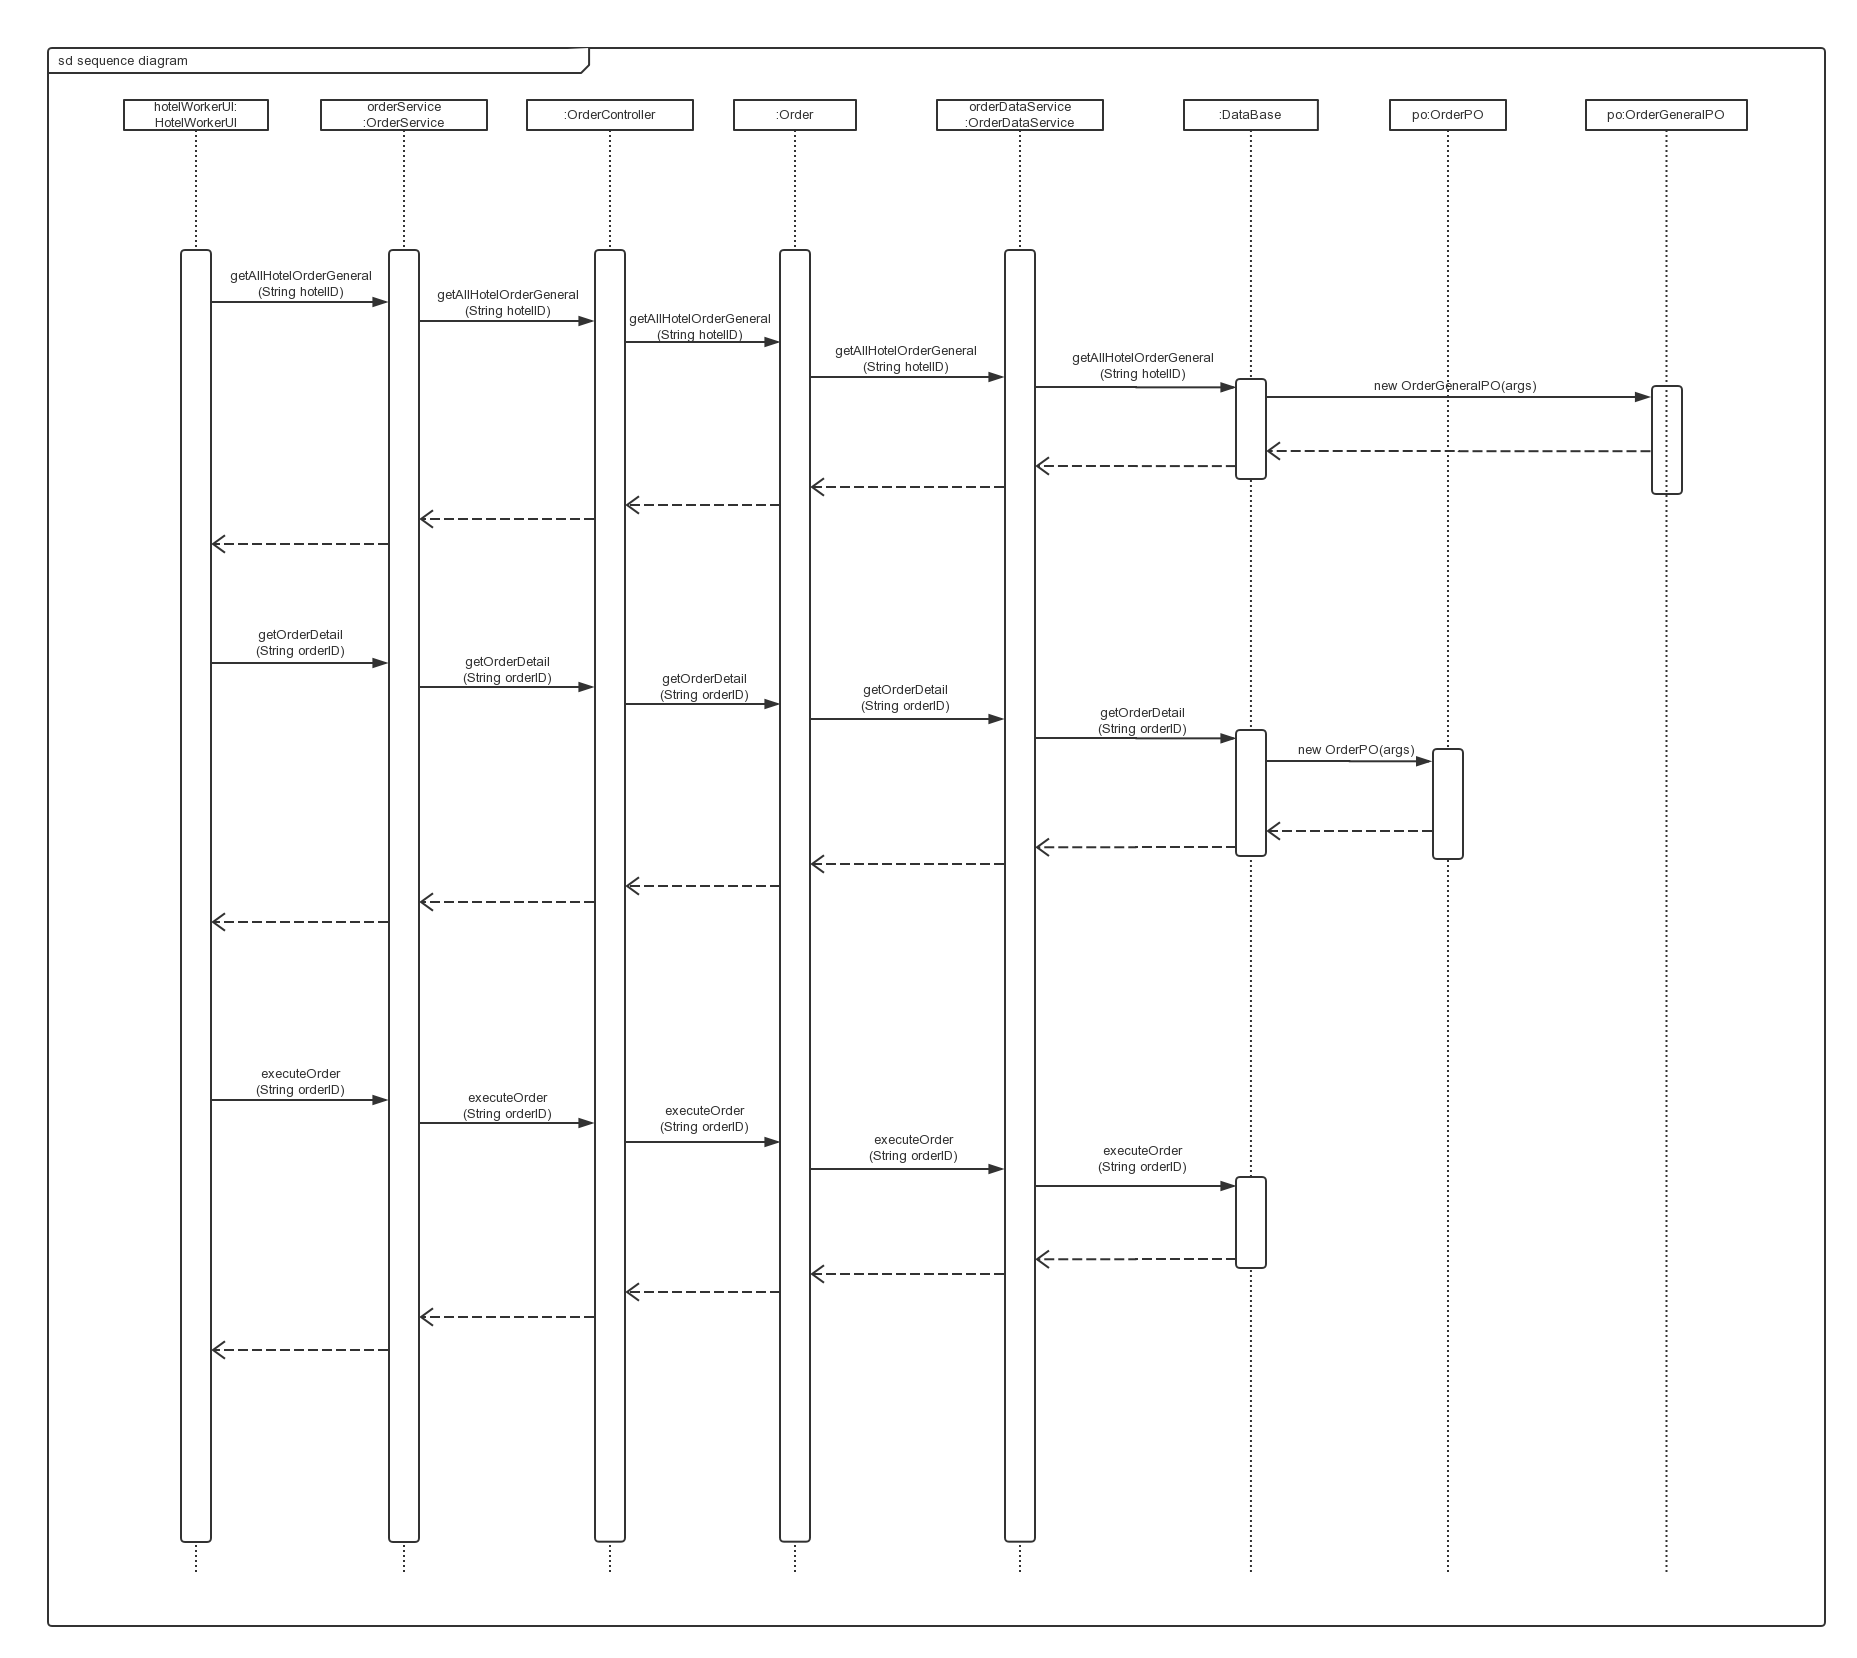 sd sequence diagram
hotelWorkerUI:
HotelWorkerUI
orderService
:OrderService
:OrderController
:Order
orderDataService
:OrderDataService
:DataBase
po:OrderPO
po:OrderGeneralPO
getAllHotelOrderGeneral
(String hotelID)
getAllHotelOrderGeneral
(String hotelID)
getAllHotelOrderGeneral
(String hotelID)
getAllHotelOrderGeneral
(String hotelID)
getAllHotelOrderGeneral
(String hotelID)
new OrderGeneralPO(args)
getOrderDetail
(String orderID)
getOrderDetail
(String orderID)
getOrderDetail
(String orderID)
getOrderDetail
(String orderID)
getOrderDetail
(String orderID)
new OrderPO(args)
executeOrder
(String orderID)
executeOrder
(String orderID)
executeOrder
(String orderID)
executeOrder
(String orderID)
executeOrder
(String orderID)